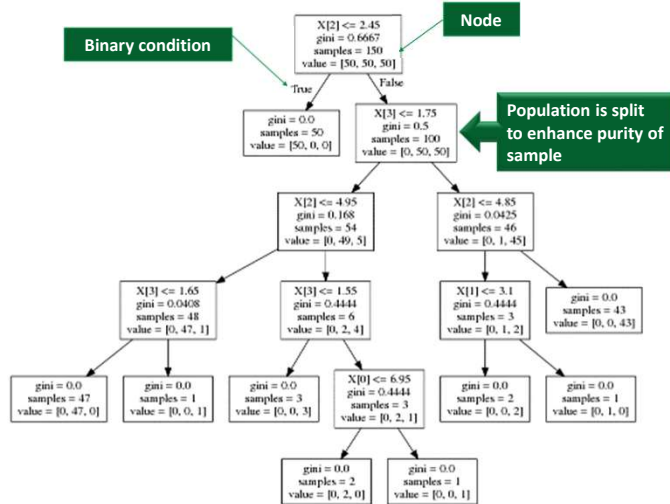 X[2] <= 2.45
gini = 0.6667
samples = 150
value = [50, 50, 50]
Node
Binary condition
True
False
gini = 0.0
samples = 50
value = [50, 0, 0]
X[3] <= 1.75
gini = 0.5
samples = 100
value = [0, 50, 50]
Population is split
to enhance purity of
sample
X[2] <= 4.95
gini = 0.168
samples = 54
value = [0, 49, 5]
X[2] <= 4.85
gini = 0.0425
samples = 46
value = [0, 1, 45]
X[3] <= 1.65
gini = 0.0408
samples = 48
value = [0, 47, 1]
X[3] <= 1.55
gini = 0.4444
samples = 6
value = [0, 2, 4]
X[1] <= 3.1
gini = 0.4444
samples = 3
value = [0, 1, 2]
gini = 0.0
samples = 43
value = [0, 0, 43]
gini = 0.0
samples = 47
value = [0, 47, 0]
gini = 0.0
samples = 1
value = [0, 0, 1]
gini = 0.0
samples = 3
value = [0, 0, 3]
X[0] <= 6.95
gini = 0.4444
samples = 3
value = [0, 2, 1]
gini = 0.0
samples = 2
value = [0, 0, 2]
gini = 0.0
samples = 1
value = [0, 1, 0]
gini = 0.0
samples = 2
value = [0, 2, 0]
gini = 0.0
samples = 1
value = [0, 0, 1]